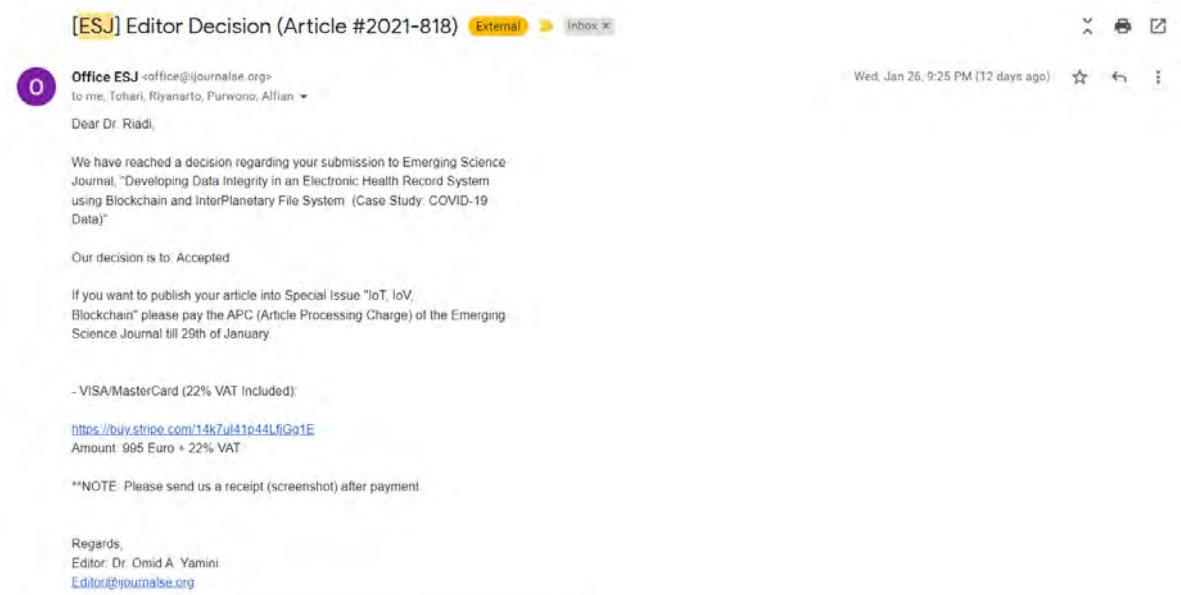 [ESJ] Editor Decision (Article #2021-818) External Inbox x
O
Office ESJ <office@ijournalse.org> Wed, Jan 26, 9:25 PM (12 days ago)
to me, Tohari, Riyanarto, Purwono, Alfian
Dear Dr. Riadi,
We have reached a decision regarding your submission to Emerging Science
Journal, "Developing Data Integrity in an Electronic Health Record System
using Blockchain and InterPlanetary File System (Case Study: COVID-19
Data)"
Our decision is to: Accepted
If you want to publish your article into Special Issue "IoT, IoV,
Blockchain" please pay the APC (Article Processing Charge) of the Emerging
Science Journal till 29th of January.
- VISA/MasterCard (22% VAT Included):
https://buy.stripe.com/14k7ul41p44LfjGg1E
Amount: 995 Euro + 22% VAT
**NOTE: Please send us a receipt (screenshot) after payment.
Regards,
Editor: Dr. Omid A. Yamini
Editor@ijournalse.org